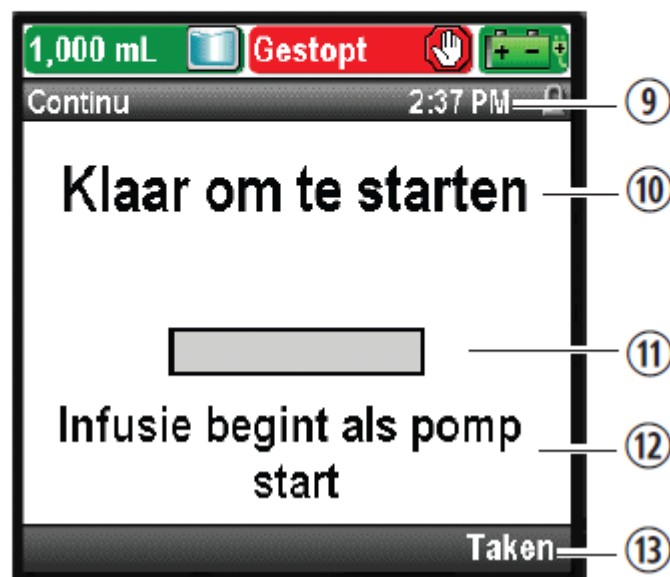 1,000 mL Gestopt
Continu 2:37 PM ⑨
Klaar om te starten ⑩
⑪
Infusie begint als pomp
start ⑫
Taken ⑬